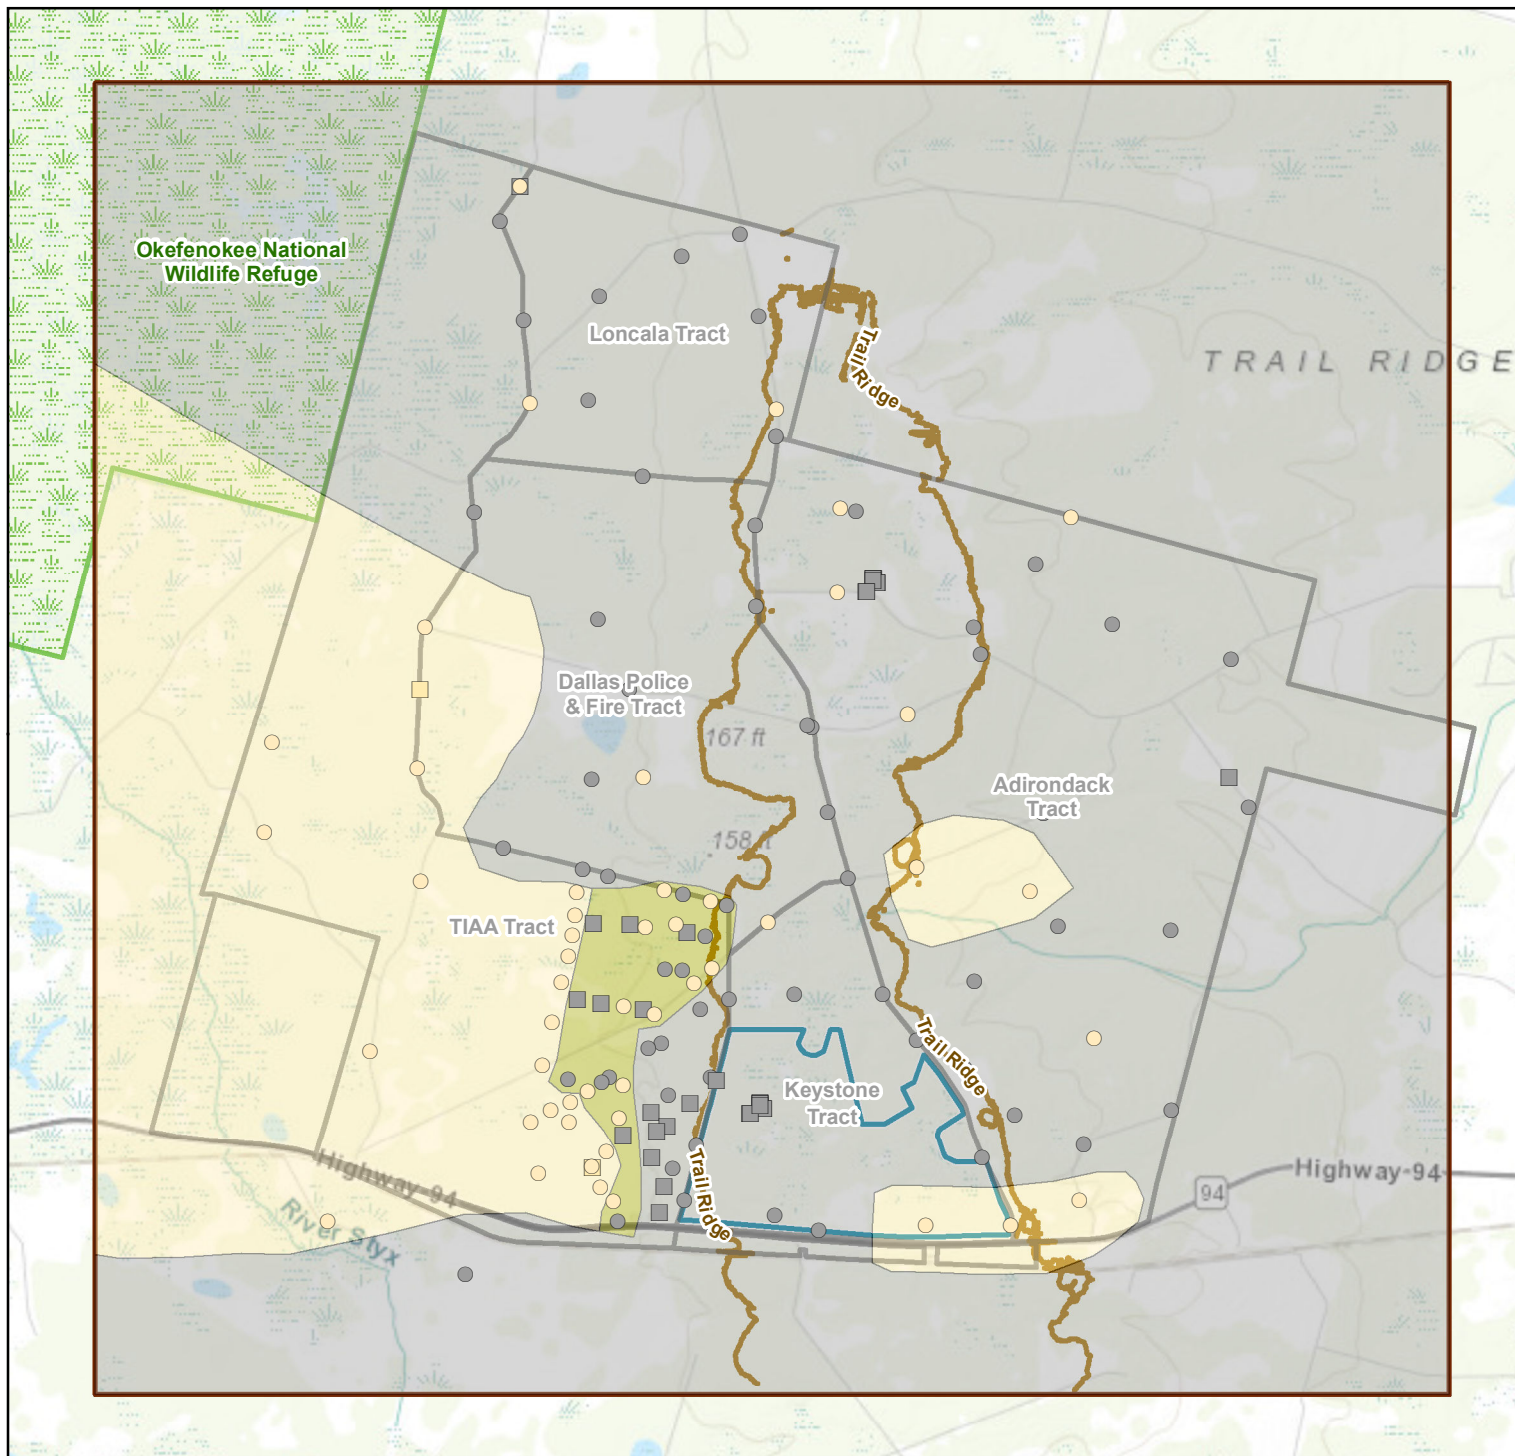 Okefenokee National
Wildlife Refuge
Loncala Tract
Trail Ridge
TRAIL RIDGE
Dallas Police
& Fire Tract
167 ft
Adirondack
Tract
158 ft
TIAA Tract
Trail Ridge
Keystone
Tract
Trail Ridge
Highway-94
Highway-94
94
River Styx